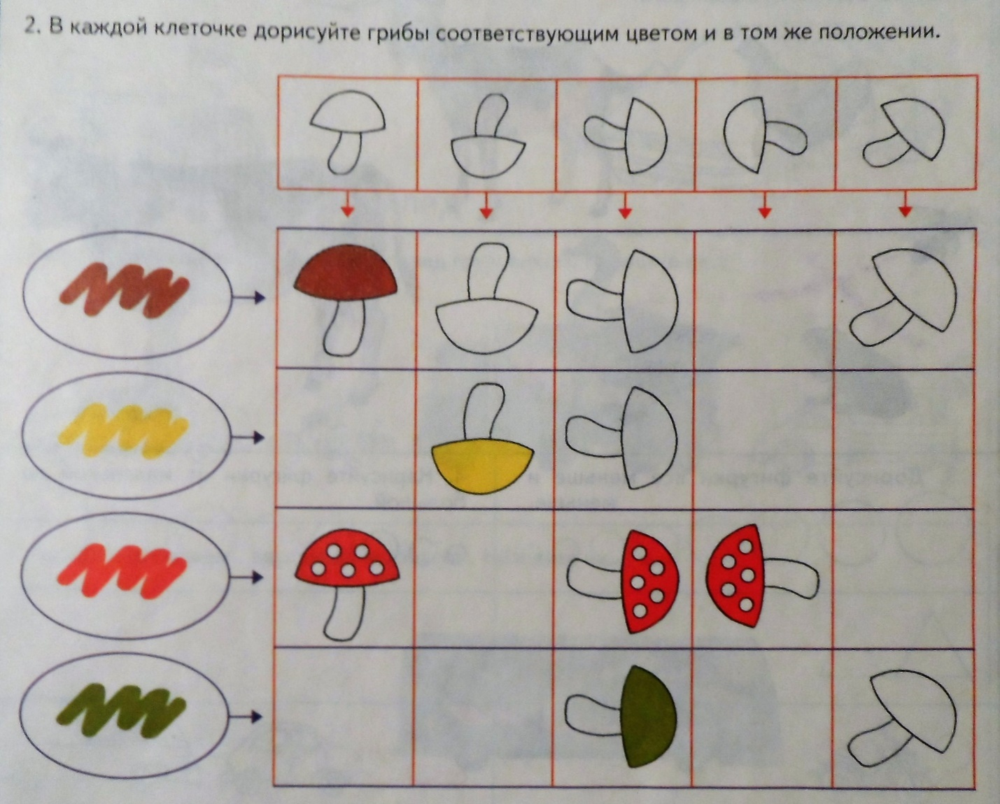 2. В каждой клеточке дорисуйте грибы соответствующим цветом и в том же положении.